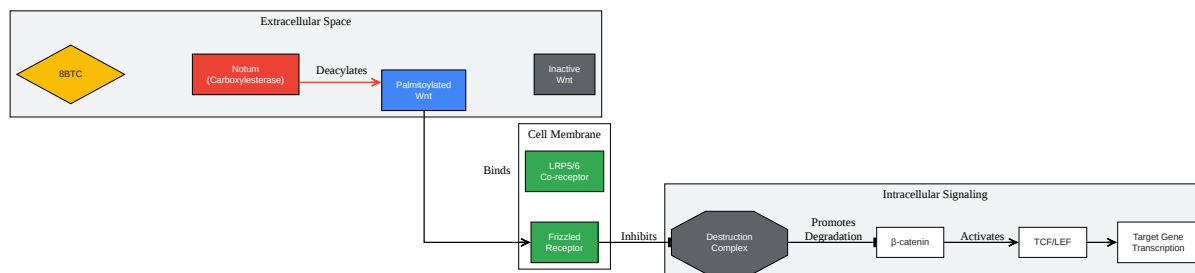 Extracellular Space
8BTC
Notum
(Carboxylesterase)
Deacylates
Palmitoylated
Wnt
Inactive
Wnt
Cell Membrane
Binds
LRP5/6
Co-receptor
Frizzled
Receptor
Inhibits
Intracellular Signaling
Destruction
Complex
Promotes
Degradation
β-catenin
Activates
TCF/LEF
Target Gene
Transcription